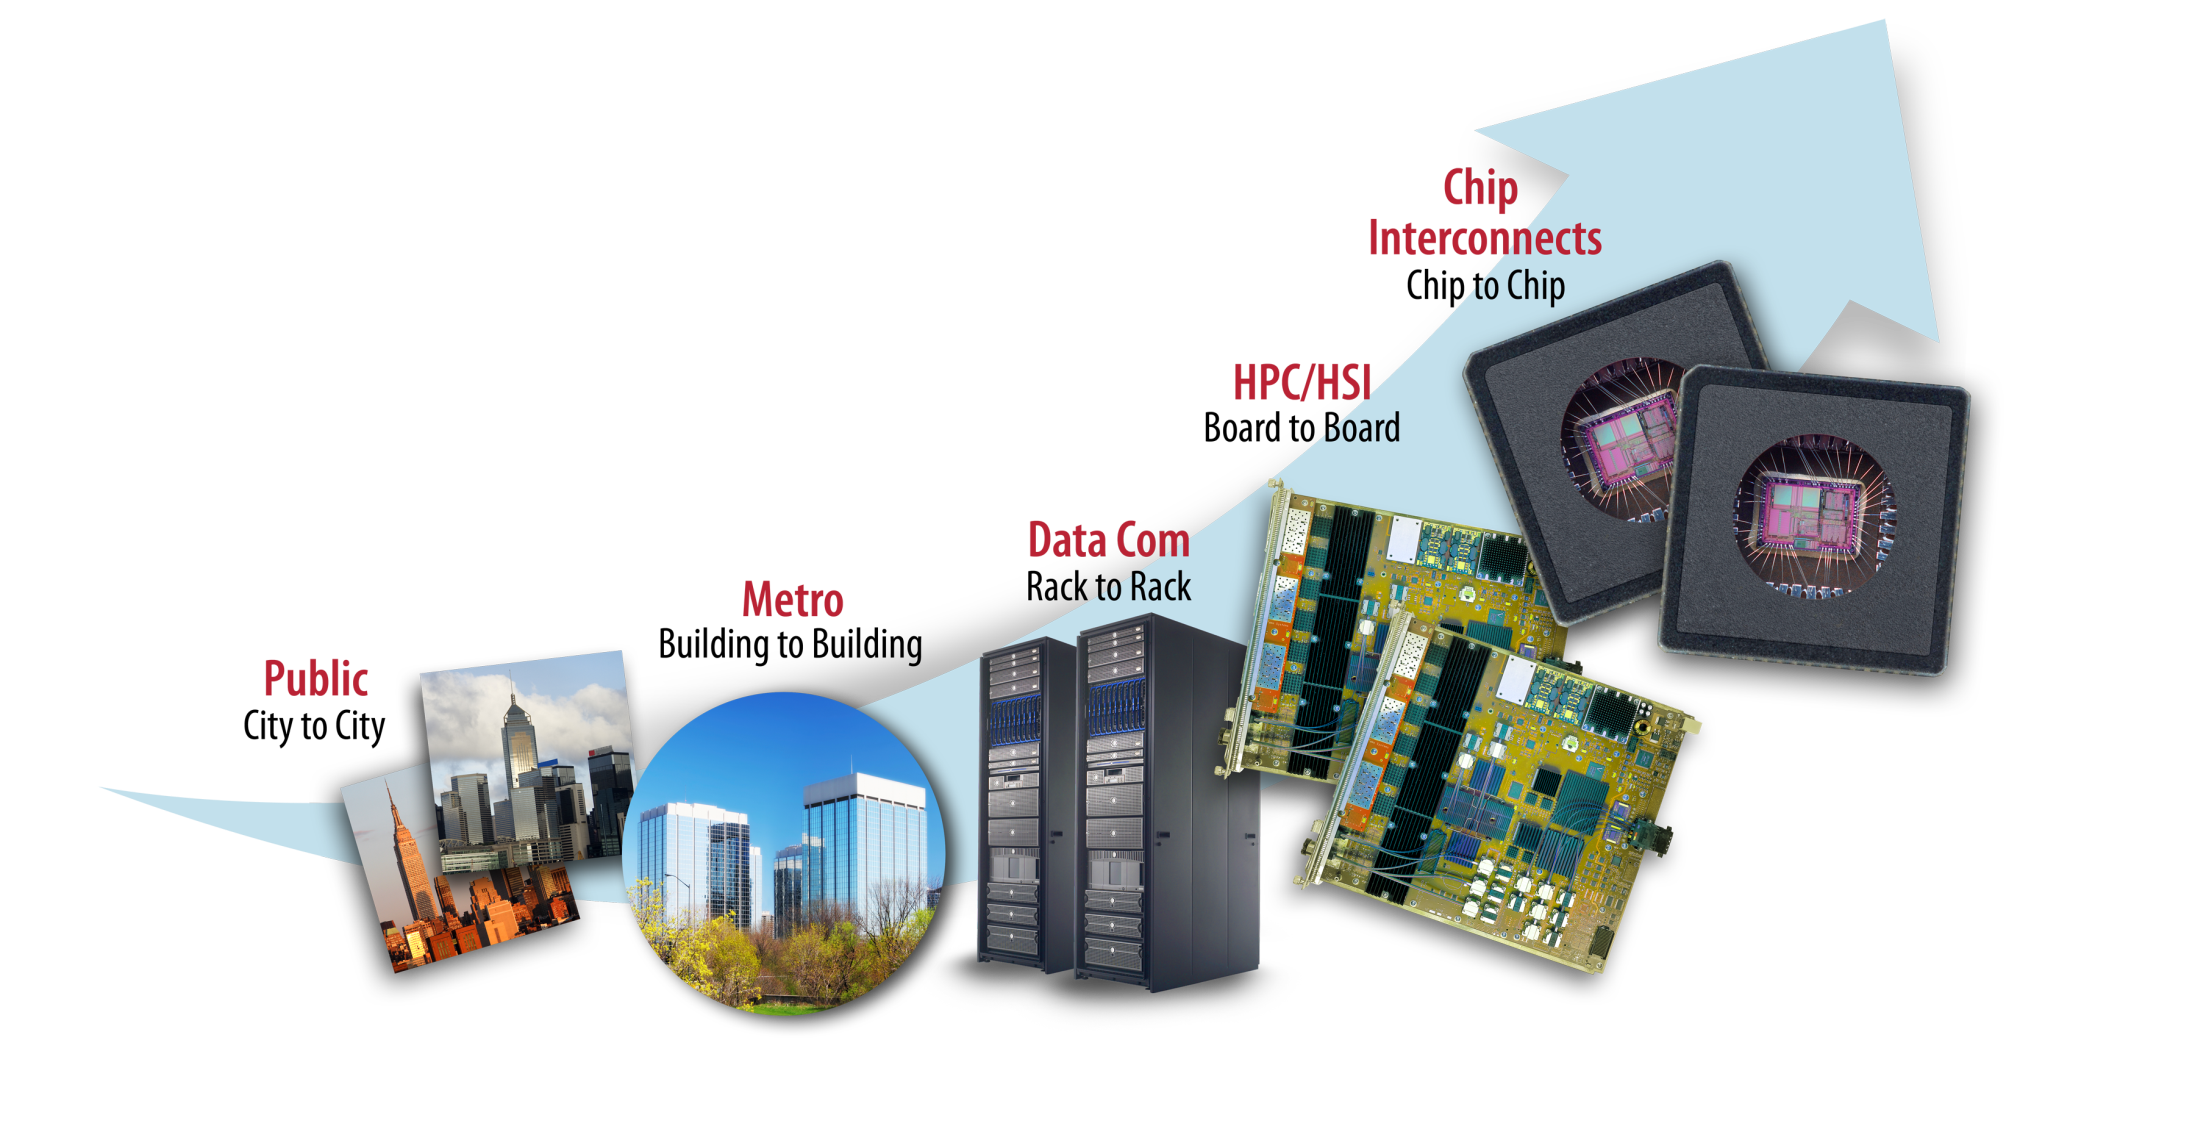 Public
City to City
Metro
Building to Building
Data Com
Rack to Rack
HPC/HSI
Board to Board
Chip
Interconnects
Chip to Chip